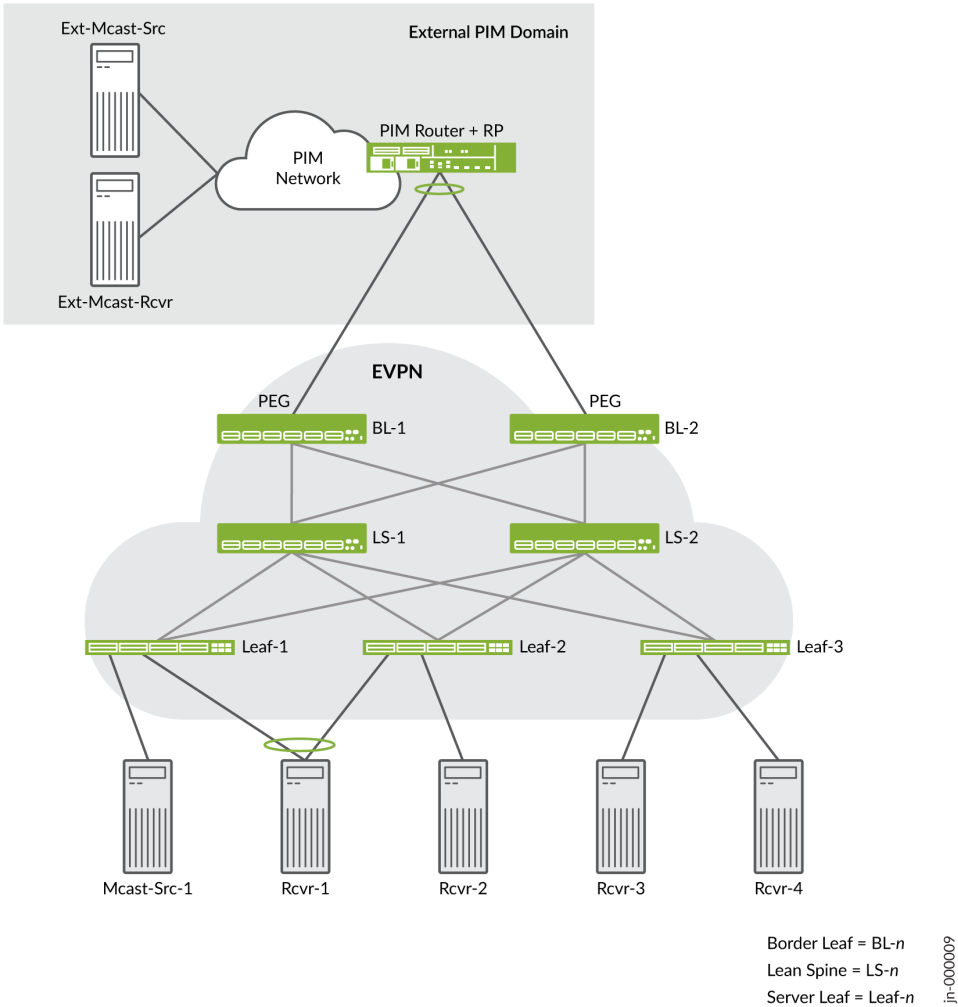 Ext-Mcast-Src
External PIM Domain
PIM Router + RP
PIM
Network
Ext-Mcast-Rcvr
EVPN
PEG
PEG
BL-1
BL-2
LS-1
LS-2
Leaf-1
Leaf-2
Leaf-3
Mcast-Src-1
Rcvr-1
Rcvr-2
Rcvr-3
Rcvr-4
Border Leaf = BL-n
Lean Spine = LS-n
Server Leaf = Leaf-n
jn-000009